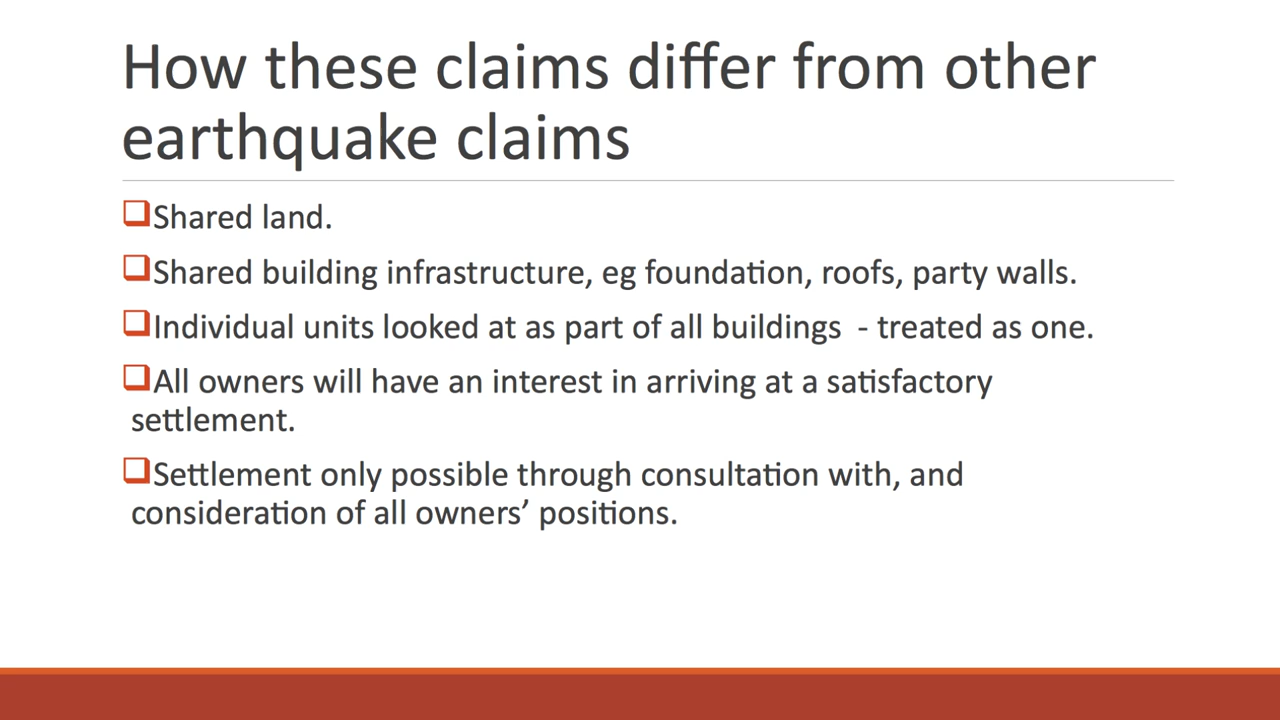 How these claims differ from other
earthquake claims
Shared land.
Shared building infrastructure, eg foundation, roofs, party walls.
Individual units looked at as part of all buildings  - treated as one.
All owners will have an interest in arriving at a satisfactory
settlement.
Settlement only possible through consultation with, and
consideration of all owners’ positions.